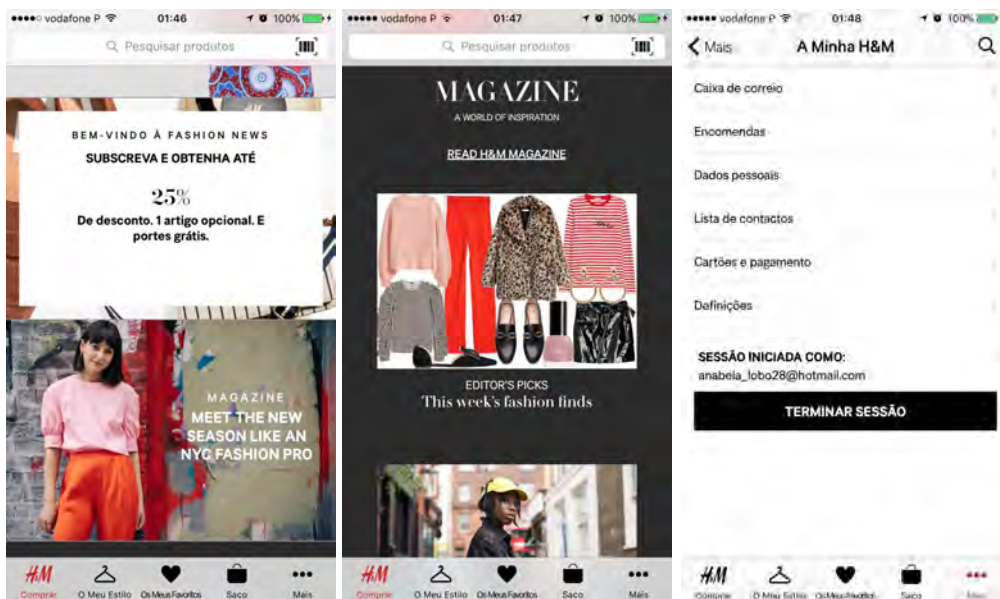 vodafone P 01:46 100%
Pesquisar produtos
H&M
BEM-VINDO À FASHION NEWS
SUBSCREVA E OBTENHA ATÉ
25%
De desconto. 1 artigo opcional. E
portes grátis.
MAGAZINE
MEET THE NEW
SEASON LIKE AN
NYC FASHION PRO
H&M
Comprar O Meu Estilo Os Meus Favoritos Saco Mais
vodafone P 01:47 100%
Pesquisar produtos
MAGAZINE
A WORLD OF INSPIRATION
READ H&M MAGAZINE
EDITOR'S PICKS
This week's fashion finds
H&M
Comprar O Meu Estilo Os Meus Favoritos Saco Mais
vodafone P 01:48 100%
Mais A Minha H&M
Caixa de correio
Encomendas
Dados pessoais
Lista de contactos
Cartões e pagamento
Definições
SESSÃO INICIADA COMO:
anabela_lobo28@hotmail.com
TERMINAR SESSÃO
H&M
Comprar O Meu Estilo Os Meus Favoritos Saco Mais